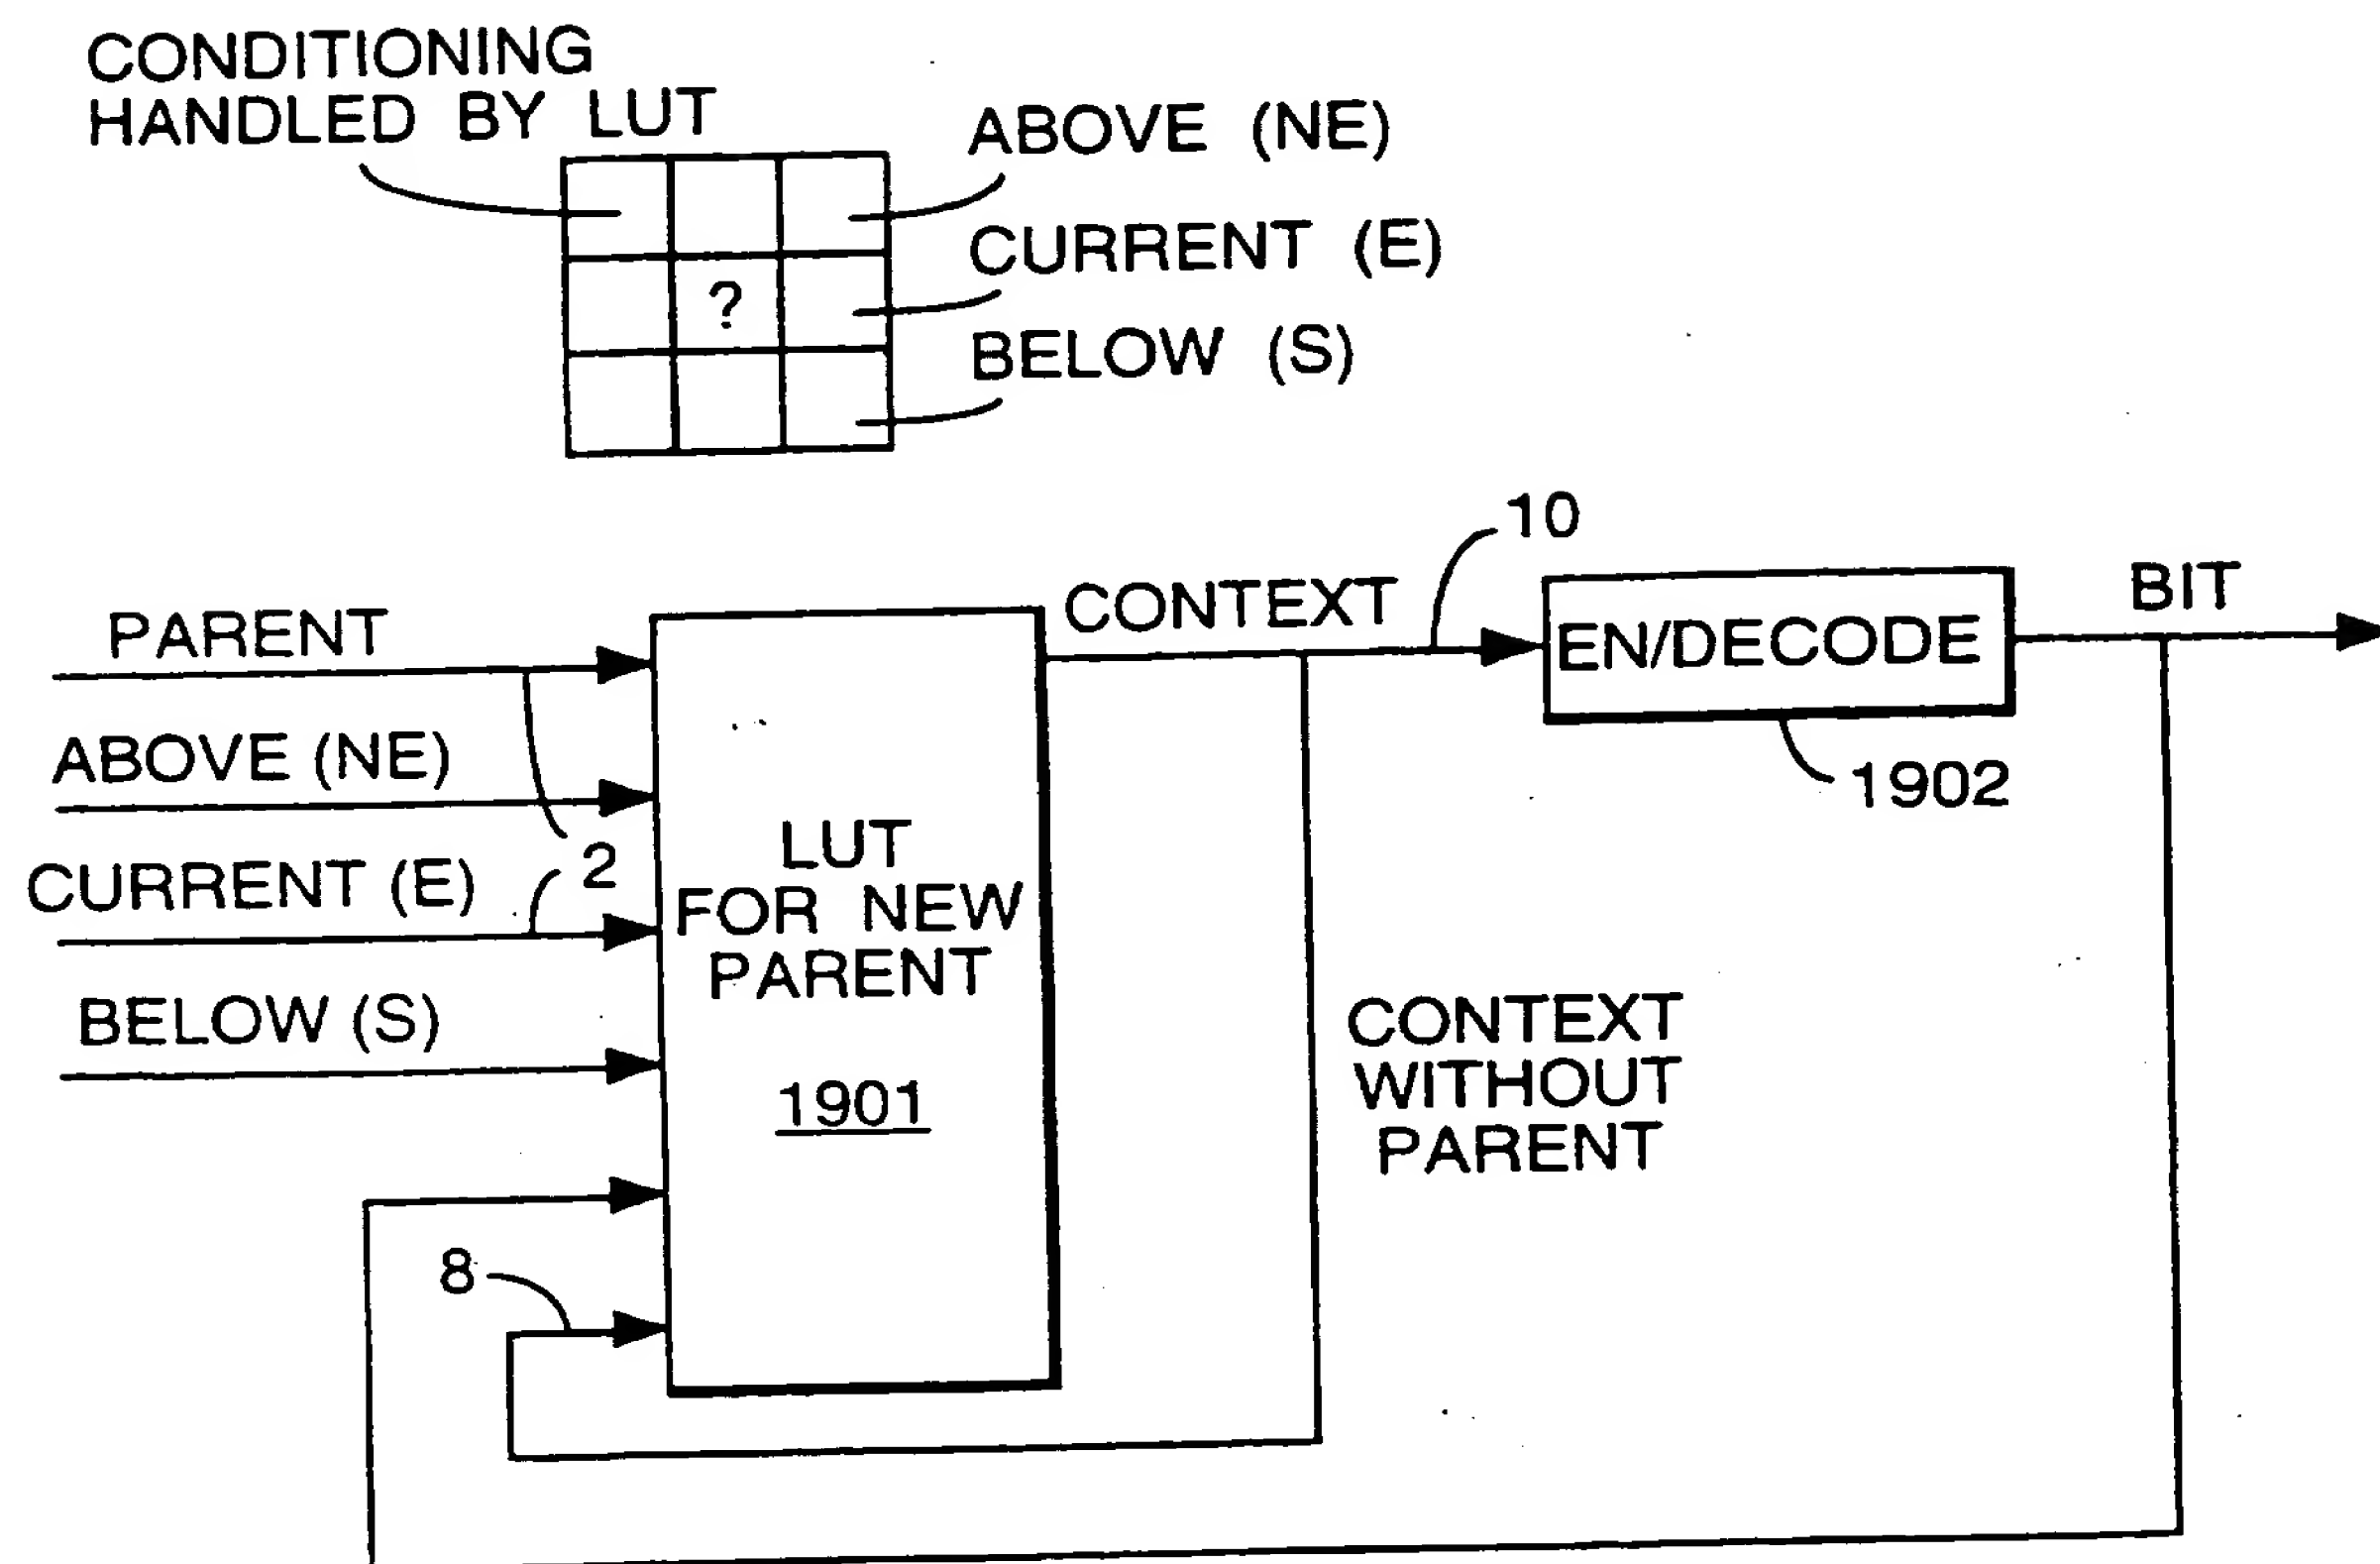 CONDITIONING
HANDLED BY LUT
ABOVE (NE)
CURRENT (E)
?
BELOW (S)
10
CONTEXT
EN/DECODE
BIT
1902
PARENT
ABOVE (NE)
2
CURRENT (E)
BELOW (S)
LUT
FOR NEW
PARENT
1901
8
CONTEXT
WITHOUT
PARENT